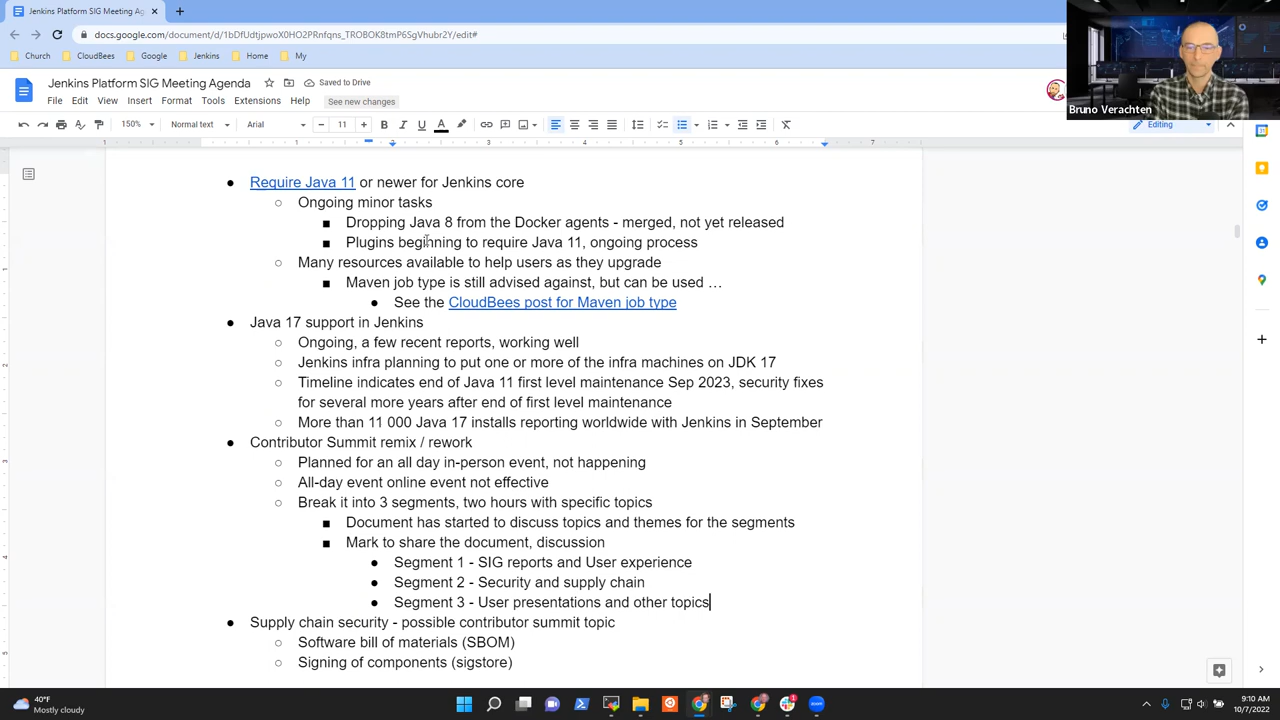 Jenkins Platform SIG Meeting Ag
docs.google.com/document/d/1bDfUdtjpwoX0HO2PRnfqns_TROBOK8tmP6SgVhubr2Y/edit#
Church CloudBees Google Jenkins Home My
Jenkins Platform SIG Meeting Agenda
Saved to Drive
File Edit View Insert Format Tools Extensions Help
See new changes
Bruno Verachten
150% Normal text Arial 11 Editing
Require Java 11 or newer for Jenkins core
Ongoing minor tasks
Dropping Java 8 from the Docker agents - merged, not yet released
Plugins beginning to require Java 11, ongoing process
Many resources available to help users as they upgrade
Maven job type is still advised against, but can be used …
See the CloudBees post for Maven job type
Java 17 support in Jenkins
Ongoing, a few recent reports, working well
Jenkins infra planning to put one or more of the infra machines on JDK 17
Timeline indicates end of Java 11 first level maintenance Sep 2023, security fixes
for several more years after end of first level maintenance
More than 11 000 Java 17 installs reporting worldwide with Jenkins in September
Contributor Summit remix / rework
Planned for an all day in-person event, not happening
All-day event online event not effective
Break it into 3 segments, two hours with specific topics
Document has started to discuss topics and themes for the segments
Mark to share the document, discussion
Segment 1 - SIG reports and User experience
Segment 2 - Security and supply chain
Segment 3 - User presentations and other topics
Supply chain security - possible contributor summit topic
Software bill of materials (SBOM)
Signing of components (sigstore)
40°F
Mostly cloudy
9:10 AM
10/7/2022